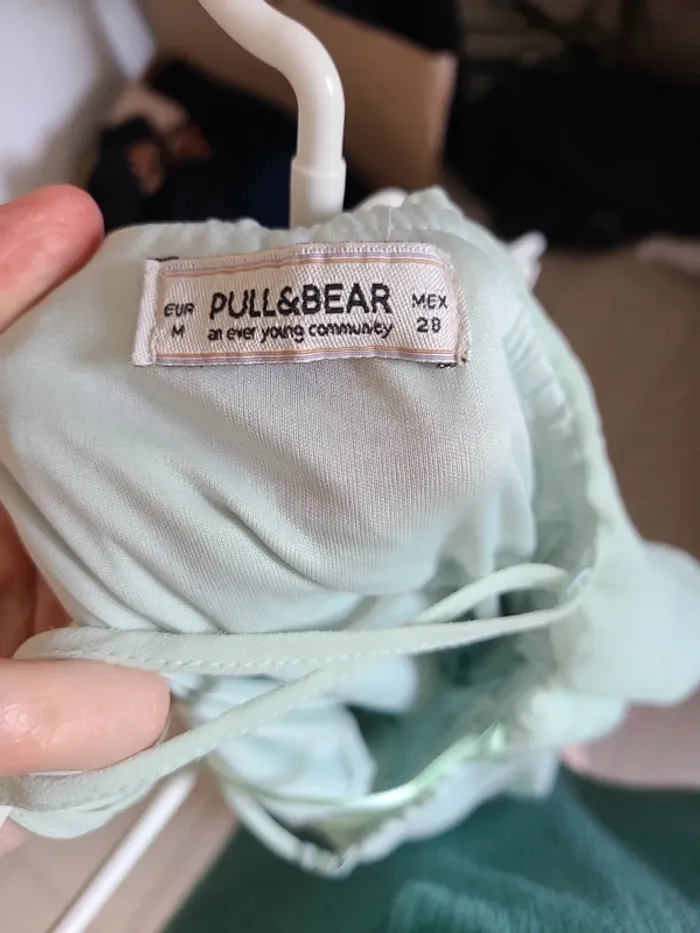 EUR
M
PULL&BEAR
an ever young community
MEX
28